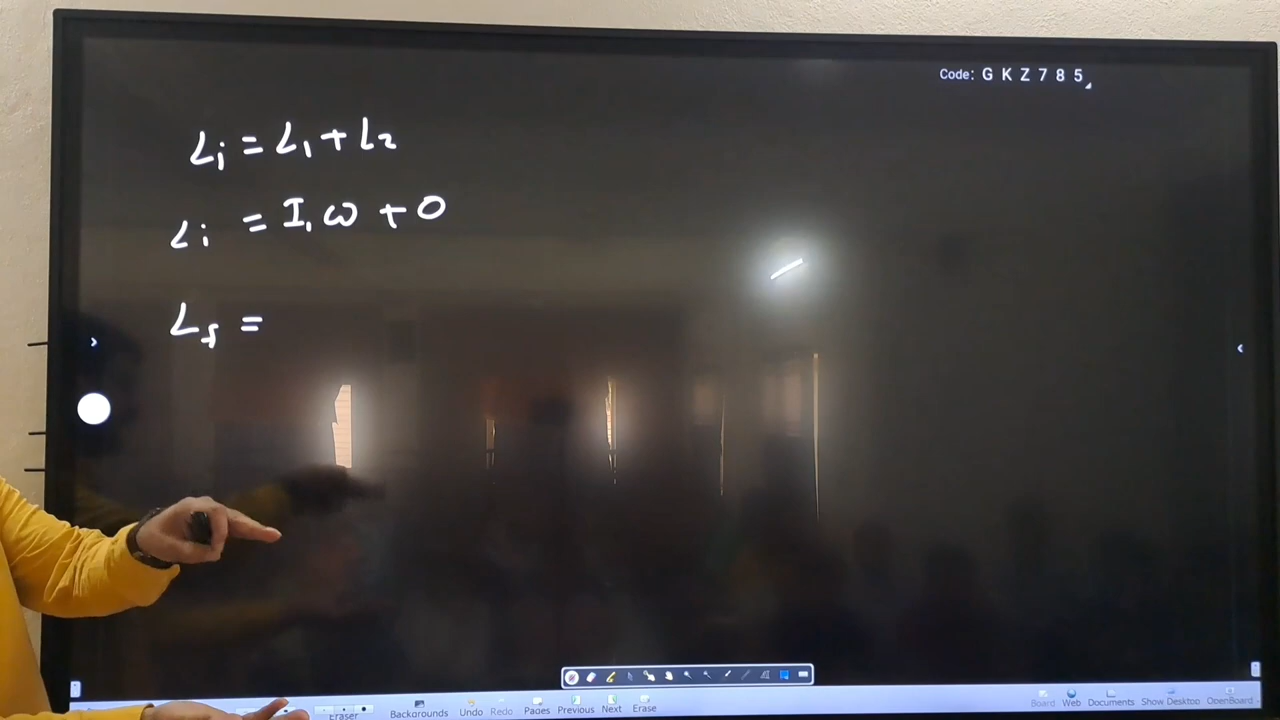 Code: G K Z 7 8 5
Li = L1 + L2
Li = I1 ω + 0
Lf =
Eraser Backgrounds Undo Redo Pages Previous Next Erase Board Web Documents Show Desktop OpenBoard